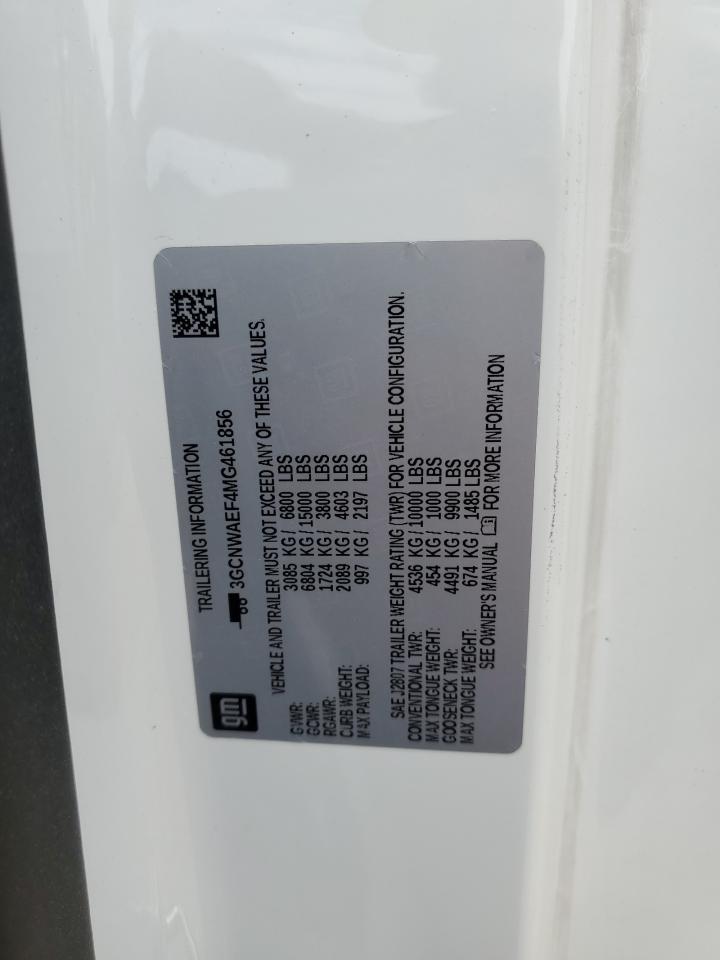 gm
TRAILERING INFORMATION
3GCNWAEF4MG461856
VEHICLE AND TRAILER MUST NOT EXCEED ANY OF THESE VALUES.
GVWR: 3085 KG / 6800 LBS
GCWR: 6804 KG / 15000 LBS
RGAWR: 1724 KG / 3800 LBS
CURB WEIGHT: 2089 KG / 4603 LBS
MAX PAYLOAD: 997 KG / 2197 LBS
SAE J2807 TRAILER WEIGHT RATING (TWR) FOR VEHICLE CONFIGURATION.
CONVENTIONAL TWR: 4536 KG / 10000 LBS
MAX TONGUE WEIGHT: 454 KG / 1000 LBS
GOOSENECK TWR: 4491 KG / 9900 LBS
MAX TONGUE WEIGHT: 674 KG / 1485 LBS
SEE OWNER'S MANUAL FOR MORE INFORMATION